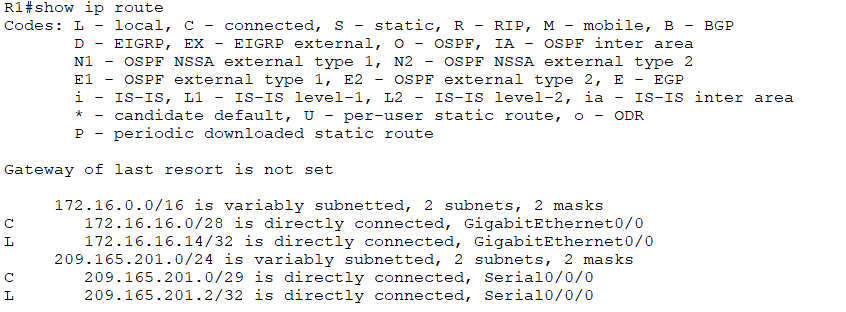 R1#show ip route
Codes: L - local, C - connected, S - static, R - RIP, M - mobile, B - BGP
D - EIGRP, EX - EIGRP external, O - OSPF, IA - OSPF inter area
N1 - OSPF NSSA external type 1, N2 - OSPF NSSA external type 2
E1 - OSPF external type 1, E2 - OSPF external type 2, E - EGP
i - IS-IS, L1 - IS-IS level-1, L2 - IS-IS level-2, ia - IS-IS inter area
* - candidate default, U - per-user static route, o - ODR
P - periodic downloaded static route
Gateway of last resort is not set
172.16.0.0/16 is variably subnetted, 2 subnets, 2 masks
C 172.16.16.0/28 is directly connected, GigabitEthernet0/0
L 172.16.16.14/32 is directly connected, GigabitEthernet0/0
209.165.201.0/24 is variably subnetted, 2 subnets, 2 masks
C 209.165.201.0/29 is directly connected, Serial0/0/0
L 209.165.201.2/32 is directly connected, Serial0/0/0